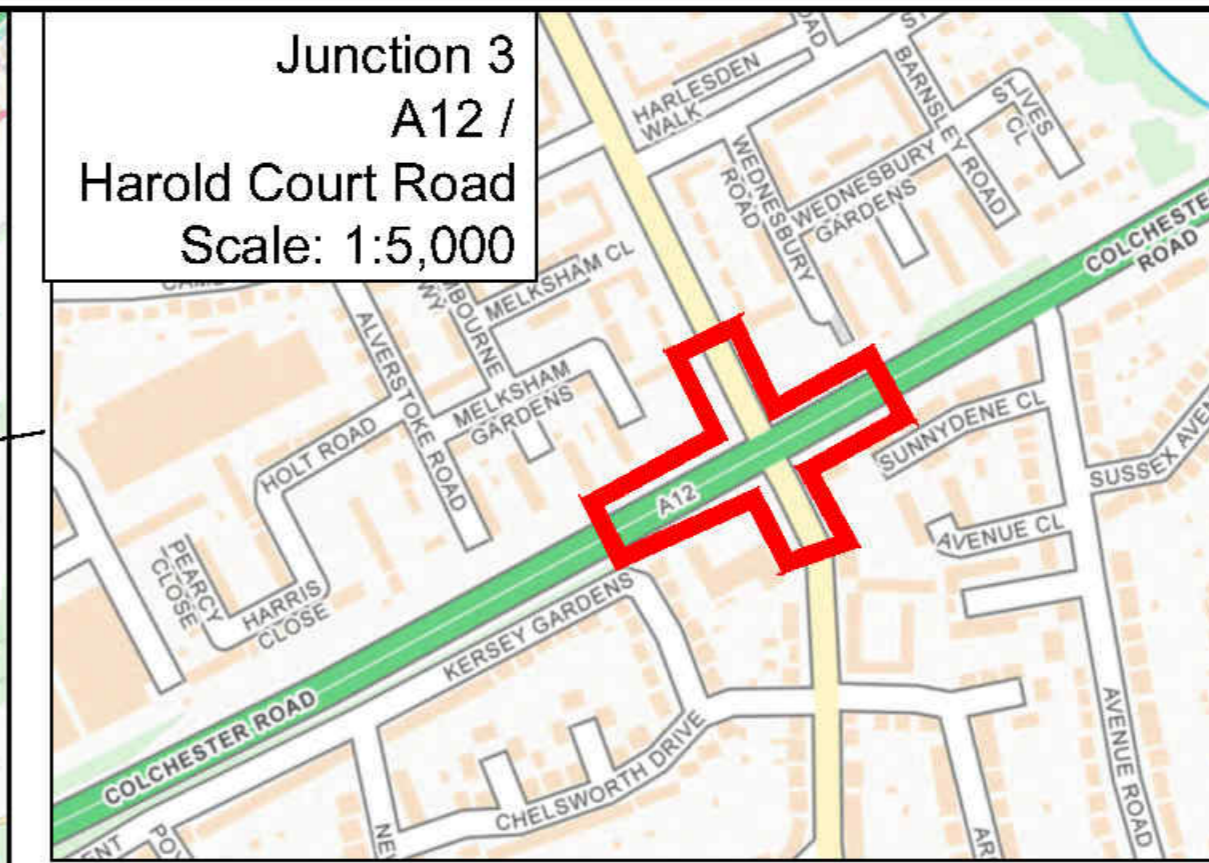 Junction 3
A12 /
Harold Court Road
Scale: 1:5,000
HARLESDEN
WALK
BARNSLEY ROAD
ST IVES
CL
WEDNESBURY
ROAD
WEDNESBURY
GARDENS
COLCHESTE
ROAD
MELKSHAM CL
ALVERSTOKE ROAD
MELKSHAM
GARDENS
HOLT ROAD
A12
SUNNYDENE CL
SUSSEX AVEN
AVENUE CL
PEARCY
CLOSE
HARRIS
CLOSE
KERSEY GARDENS
COLCHESTER ROAD
CHELSWORTH DRIVE
AVENUE ROAD